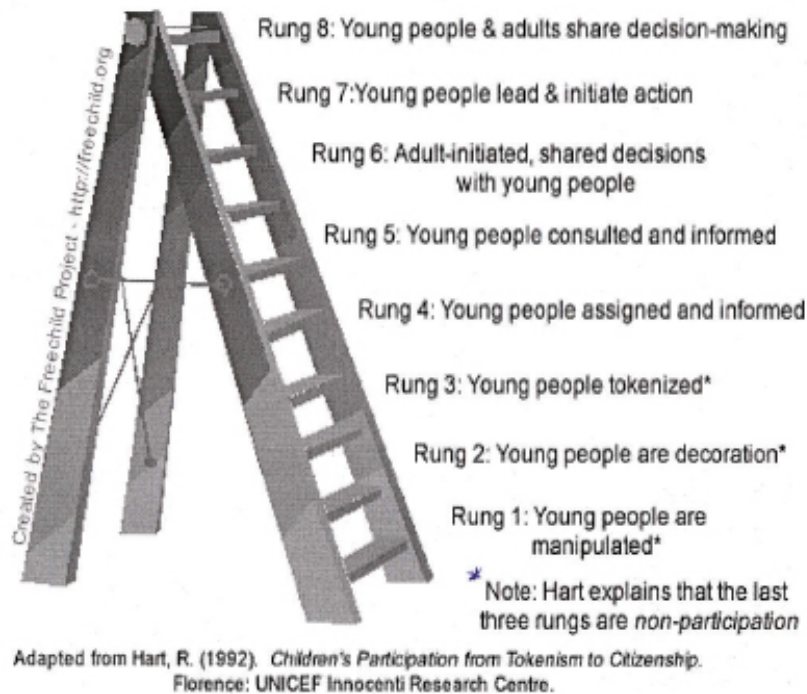 Rung 8: Young people & adults share decision-making
Rung 7:Young people lead & initiate action
Rung 6: Adult-initiated, shared decisions
with young people
Rung 5: Young people consulted and informed
Rung 4: Young people assigned and informed
Rung 3: Young people tokenized*
Rung 2: Young people are decoration*
Rung 1: Young people are
manipulated*
* Note: Hart explains that the last
three rungs are non-participation
Created by The Freechild Project - http://freechild.org
Adapted from Hart, R. (1992). Children's Participation from Tokenism to Citizenship.
Florence: UNICEF Innocenti Research Centre.